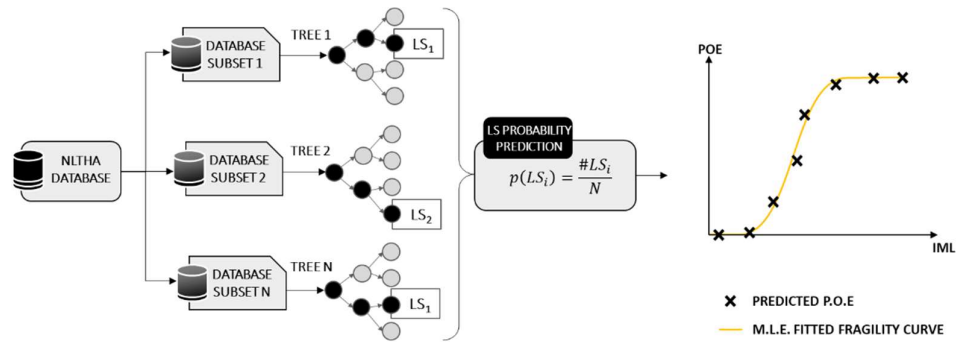 NLTHA
DATABASE
DATABASE
SUBSET 1
TREE 1
LS₁
DATABASE
SUBSET 2
TREE 2
LS₂
DATABASE
SUBSET N
TREE N
LS₁
LS PROBABILITY
PREDICTION
p(LSᵢ) = #LSᵢ / N
POE
IML
PREDICTED P.O.E
M.L.E. FITTED FRAGILITY CURVE